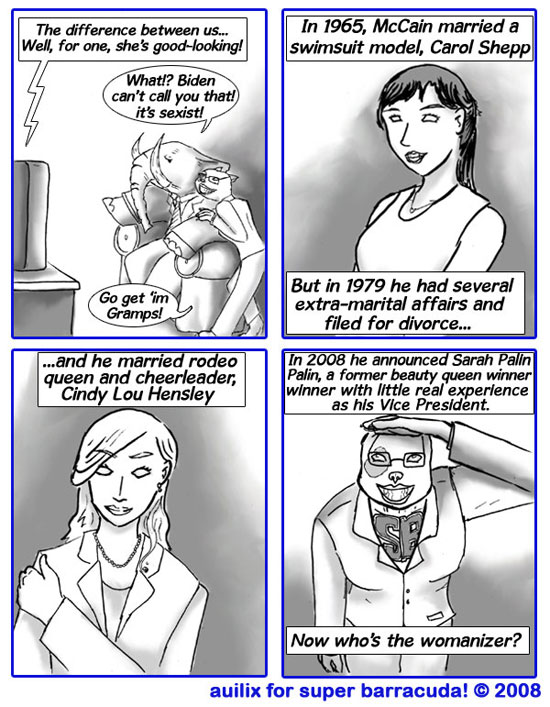 The difference between us...
Well, for one, she's good-looking!
What!? Biden
can't call you that!
it's sexist!
Go get 'im
Gramps!
In 1965, McCain married a
swimsuit model, Carol Shepp
But in 1979 he had several
extra-marital affairs and
filed for divorce...
...and he married rodeo
queen and cheerleader,
Cindy Lou Hensley
In 2008 he announced Sarah Palin
Palin, a former beauty queen winner
winner with little real experience
as his Vice President.
SB
Now who's the womanizer?
auilix for super barracuda! © 2008